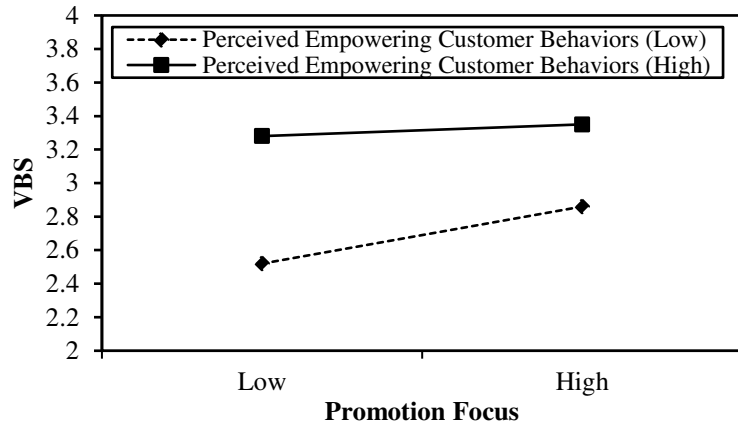 4
3.8
3.6
3.4
3.2
3
2.8
2.6
2.4
2.2
2
VBS
Perceived Empowering Customer Behaviors (Low)
Perceived Empowering Customer Behaviors (High)
Low High
Promotion Focus